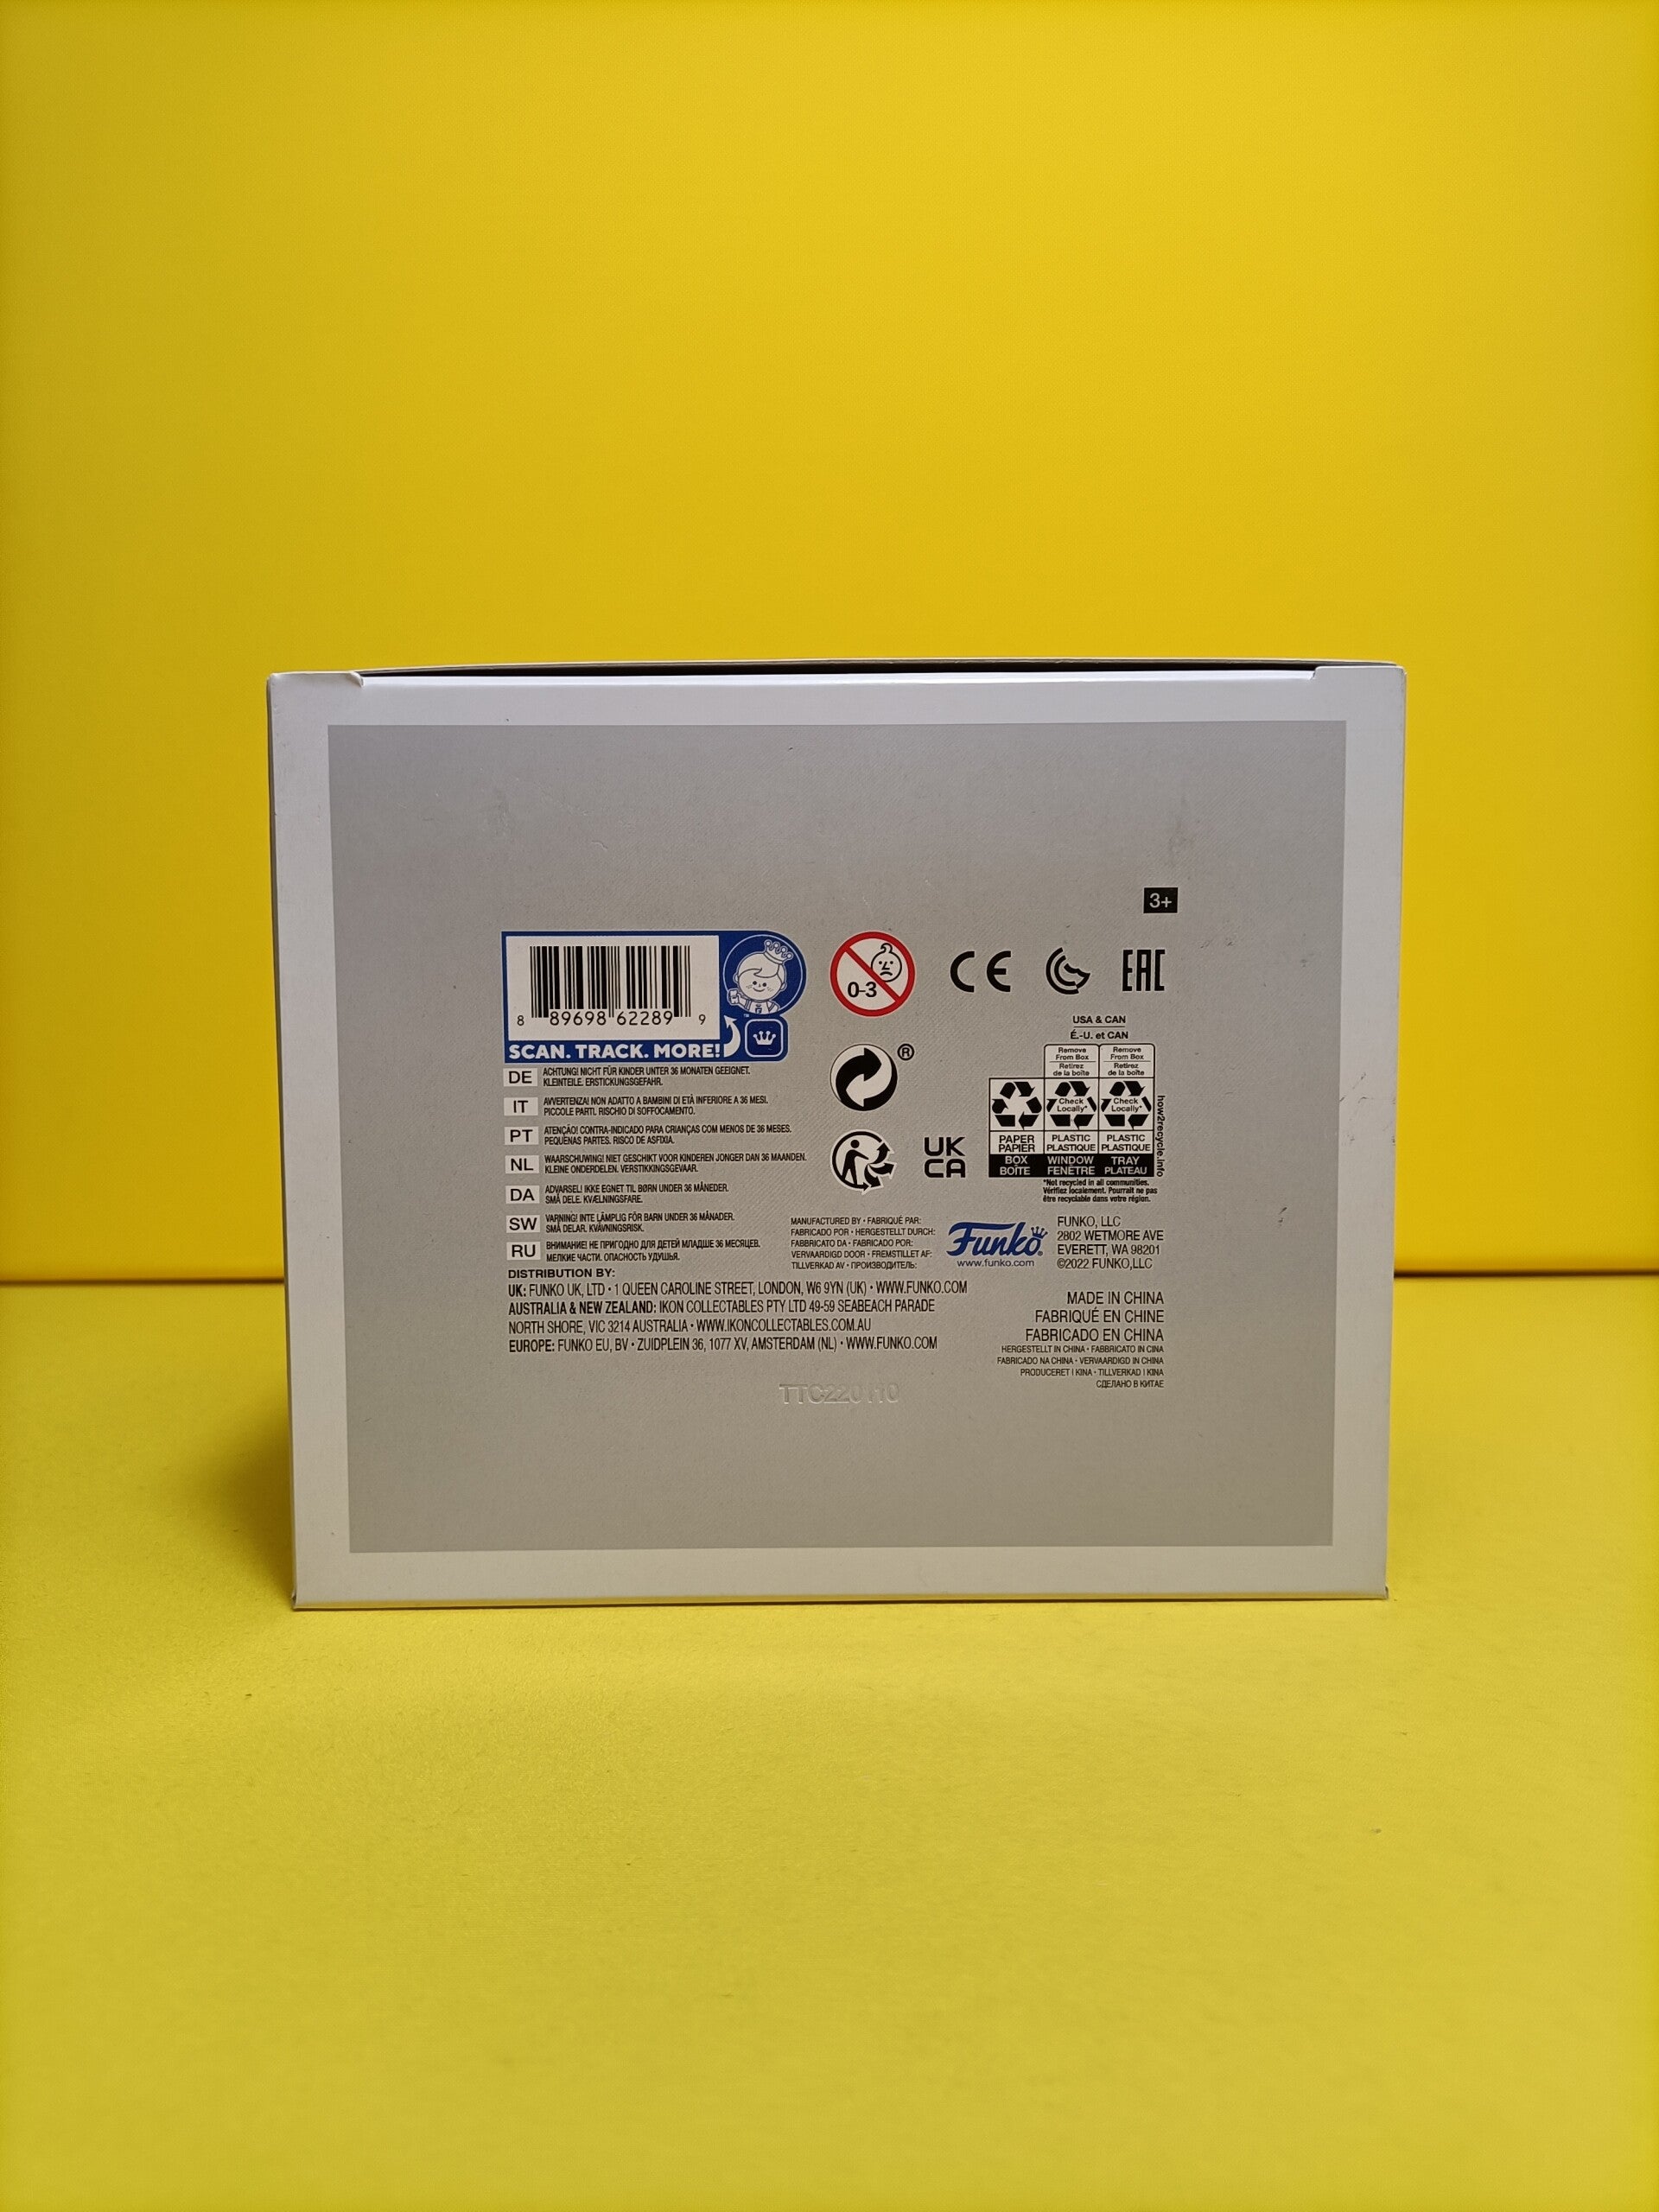 3+
8 89698 62289 9
SCAN. TRACK. MORE!
0-3
CE
EAC
USA & CAN
É.-U. et CAN
Remove From Box
Retirez de la boîte
Remove From Box
Retirez de la boîte
Check Locally*
Check Locally*
PAPER PAPIER
PLASTIC PLASTIQUE
PLASTIC PLASTIQUE
BOX BOÎTE
WINDOW FENÊTRE
TRAY PLATEAU
how2recycle.info
*Not recycled in all communities.
Vérifiez localement. Pourrait ne pas
être recyclable dans votre région.
®
UK
CA
DE ACHTUNG! NICHT FÜR KINDER UNTER 36 MONATEN GEEIGNET.
KLEINTEILE. ERSTICKUNGSGEFAHR.
IT AVVERTENZA! NON ADATTO A BAMBINI DI ETÀ INFERIORE A 36 MESI.
PICCOLE PARTI. RISCHIO DI SOFFOCAMENTO.
PT ATENÇÃO! CONTRA-INDICADO PARA CRIANÇAS COM MENOS DE 36 MESES.
PEQUENAS PARTES. RISCO DE ASFIXIA.
NL WAARSCHUWING! NIET GESCHIKT VOOR KINDEREN JONGER DAN 36 MAANDEN.
KLEINE ONDERDELEN. VERSTIKKINGSGEVAAR.
DA ADVARSEL! IKKE EGNET TIL BØRN UNDER 36 MÅNEDER.
SMÅ DELE. KVÆLNINGSFARE.
SW VARNING! INTE LÄMPLIG FÖR BARN UNDER 36 MÅNADER.
SMÅ DELAR. KVÄVNINGSRISK.
RU ВНИМАНИЕ! НЕ ПРИГОДНО ДЛЯ ДЕТЕЙ МЛАДШЕ 36 МЕСЯЦЕВ.
МЕЛКИЕ ЧАСТИ. ОПАСНОСТЬ УДУШЬЯ.
MANUFACTURED BY • FABRIQUÉ PAR:
FABRICADO POR • HERGESTELLT DURCH:
FABBRICATO DA • FABRICADO POR:
VERVAARDIGD DOOR • FREMSTILLET AF:
TILLVERKAD AV • ПРОИЗВОДИТЕЛЬ:
Funko
www.funko.com
FUNKO, LLC
2802 WETMORE AVE
EVERETT, WA 98201
©2022 FUNKO,LLC
DISTRIBUTION BY:
UK: FUNKO UK, LTD • 1 QUEEN CAROLINE STREET, LONDON, W6 9YN (UK) • WWW.FUNKO.COM
AUSTRALIA & NEW ZEALAND: IKON COLLECTABLES PTY LTD 49-59 SEABEACH PARADE
NORTH SHORE, VIC 3214 AUSTRALIA • WWW.IKONCOLLECTABLES.COM.AU
EUROPE: FUNKO EU, BV • ZUIDPLEIN 36, 1077 XV, AMSTERDAM (NL) • WWW.FUNKO.COM
MADE IN CHINA
FABRIQUÉ EN CHINE
FABRICADO EN CHINA
HERGESTELLT IN CHINA • FABBRICATO IN CINA
FABRICADO NA CHINA • VERVAARDIGD IN CHINA
PRODUCERET I KINA • TILLVERKAD I KINA
СДЕЛАНО В КИТАЕ